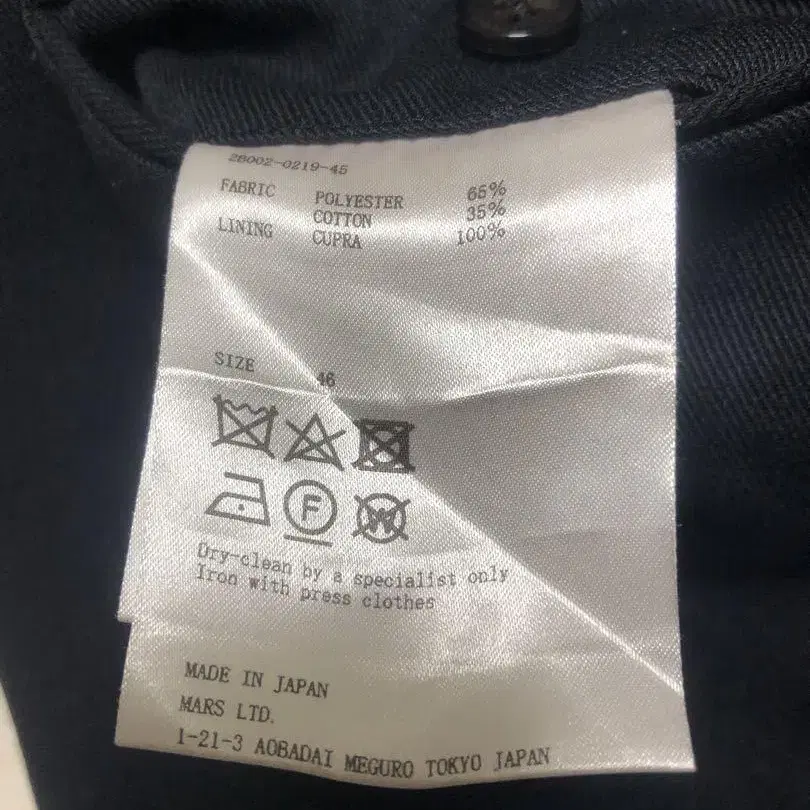 28002-0219-45
FABRIC POLYESTER 65%
COTTON 35%
LINING CUPRA 100%
SIZE 46
F
W
Dry-clean by a specialist only
Iron with press clothes
MADE IN JAPAN
MARS LTD.
1-21-3 AOBADAI MEGURO TOKYO JAPAN